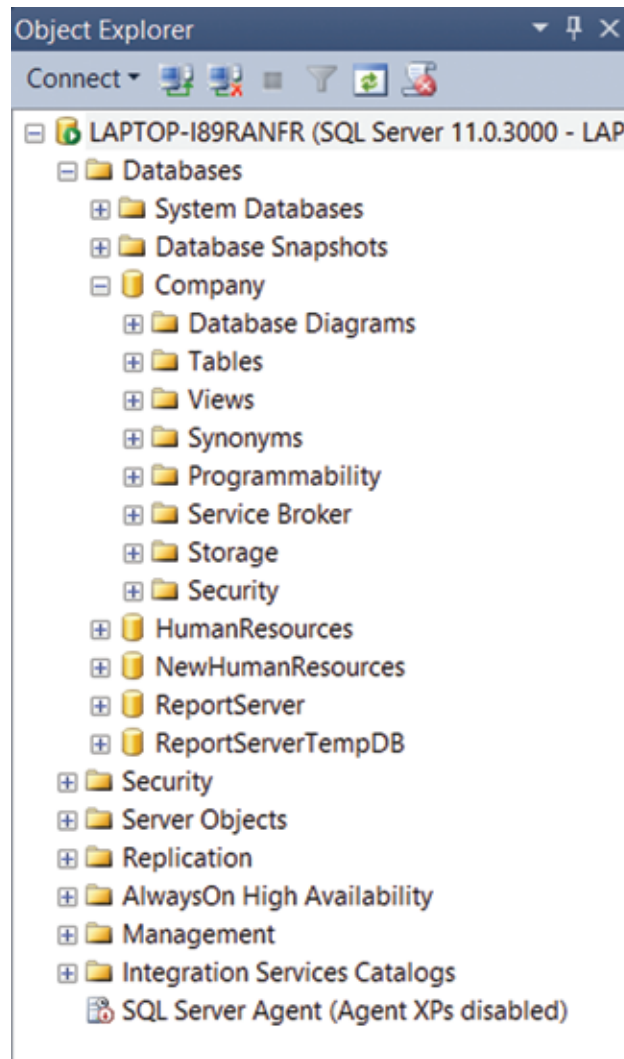 Object Explorer
Connect
LAPTOP-I89RANFR (SQL Server 11.0.3000 - LAP
Databases
System Databases
Database Snapshots
Company
Database Diagrams
Tables
Views
Synonyms
Programmability
Service Broker
Storage
Security
HumanResources
NewHumanResources
ReportServer
ReportServerTempDB
Security
Server Objects
Replication
AlwaysOn High Availability
Management
Integration Services Catalogs
SQL Server Agent (Agent XPs disabled)